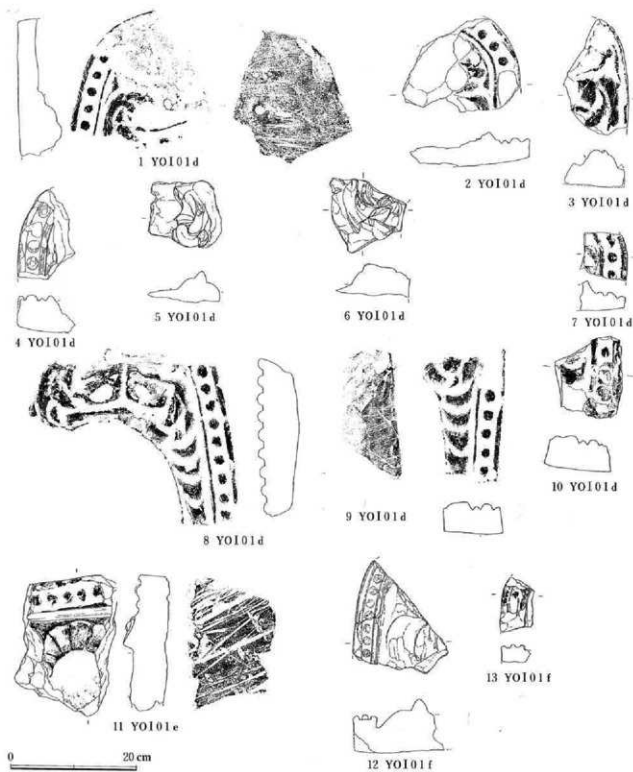 1 YOI01d
2 YOI01d
3 YOI01d
4 YOI01d
5 YOI01d
6 YOI01d
7 YOI01d
8 YOI01d
9 YOI01d
10 YOI01d
11 YOI01e
12 YOI01f
13 YOI01f
0 20 cm